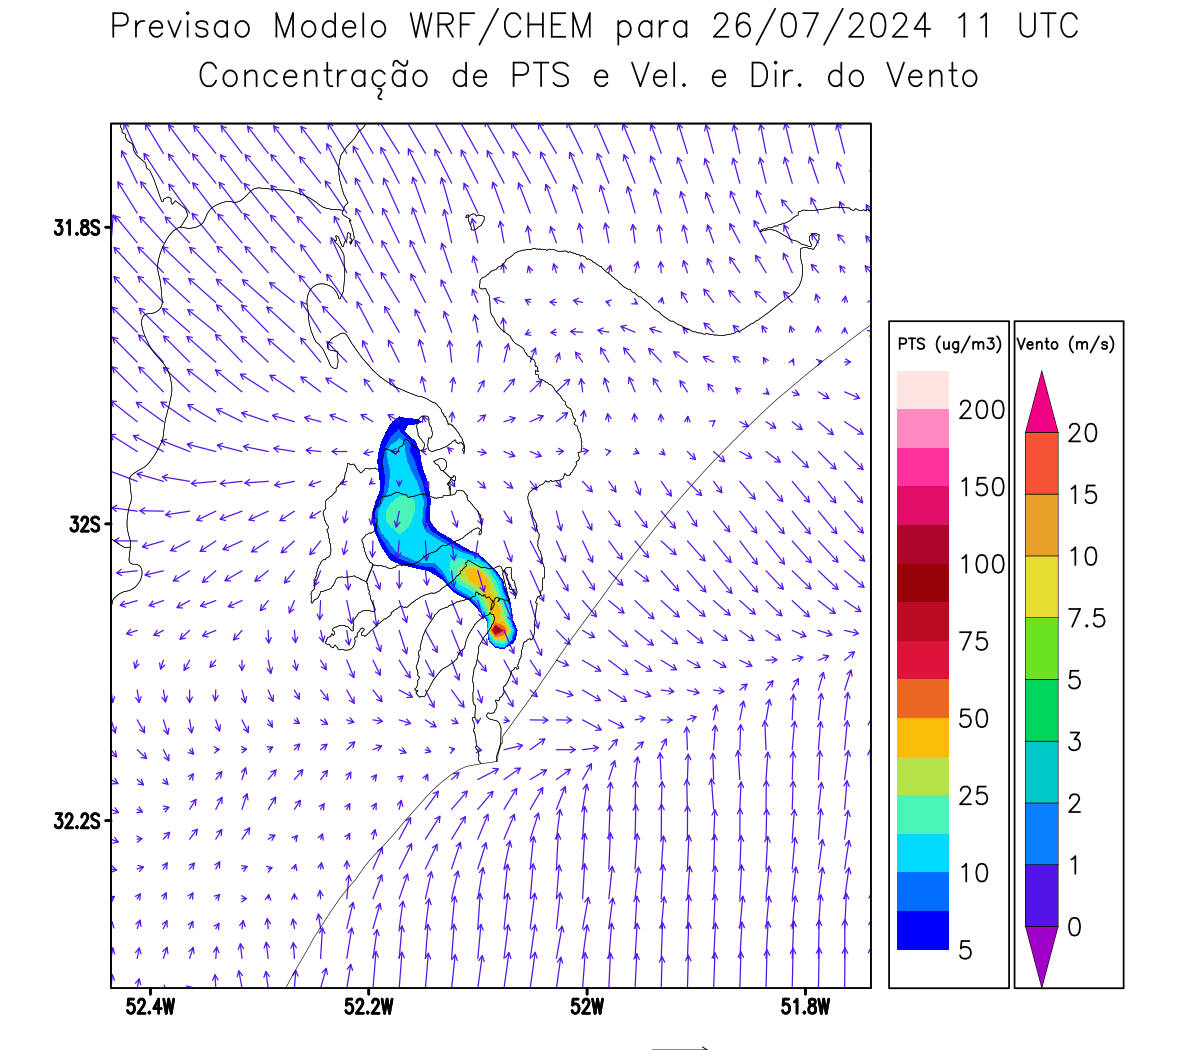 Previsao Modelo WRF/CHEM para 26/07/2024 11 UTC
Concentração de PTS e Vel. e Dir. do Vento
31.8S
32S
32.2S
52.4W
52.2W
52W
51.8W
PTS (ug/m3)
200
150
100
75
50
25
10
5
Vento (m/s)
20
15
10
7.5
5
3
2
1
0